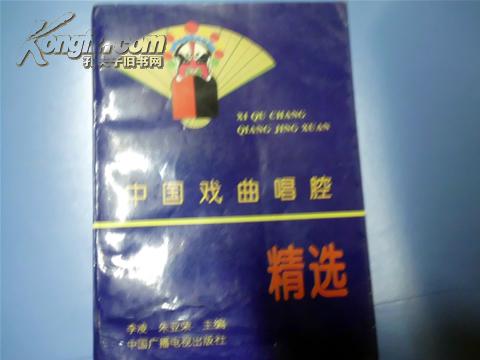 Kongfz.com
孔夫子旧书网
XI QU CHANG
QIANG JING XUAN
中国戏曲唱腔
精选
李凌 朱亚荣 主编
中国广播电视出版社